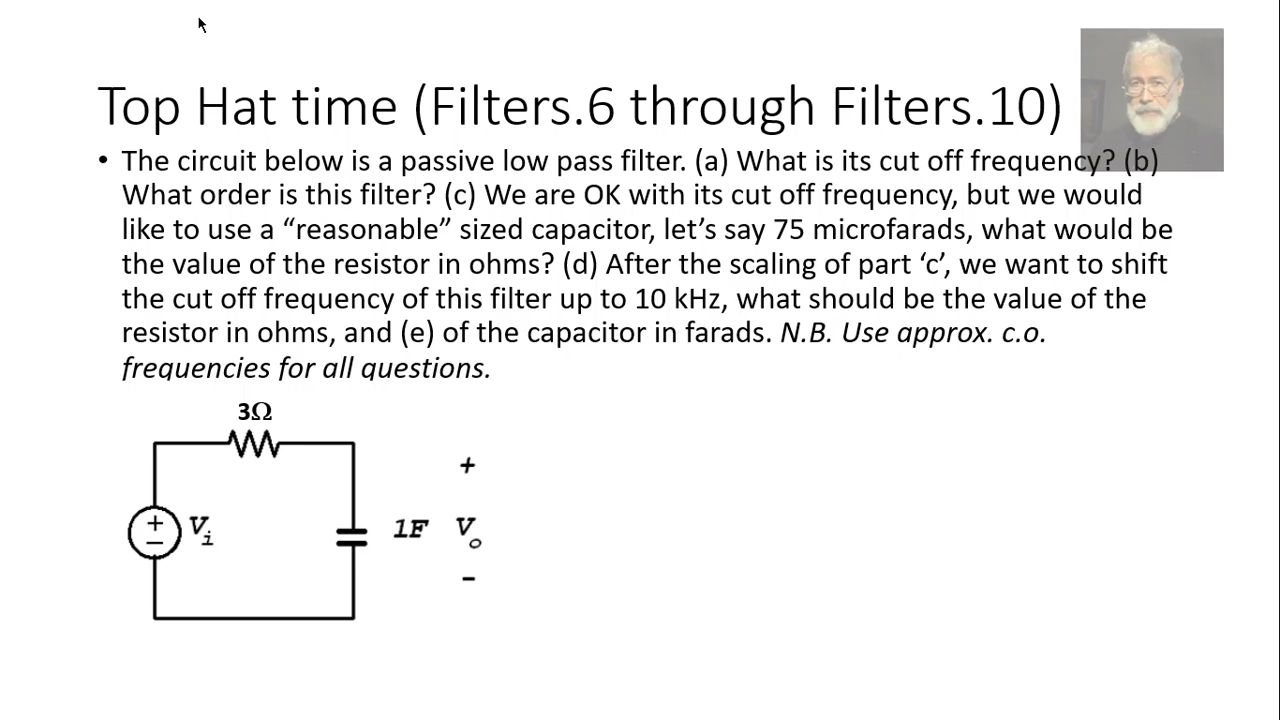 Top Hat time (Filters.6 through Filters.10)
• The circuit below is a passive low pass filter. (a) What is its cut off frequency? (b)
What order is this filter? (c) We are OK with its cut off frequency, but we would
like to use a “reasonable” sized capacitor, let’s say 75 microfarads, what would be
the value of the resistor in ohms? (d) After the scaling of part ‘c’, we want to shift
the cut off frequency of this filter up to 10 kHz, what should be the value of the
resistor in ohms, and (e) of the capacitor in farads. N.B. Use approx. c.o.
frequencies for all questions.
3Ω
+
+
−
Vi
1F
Vo
−